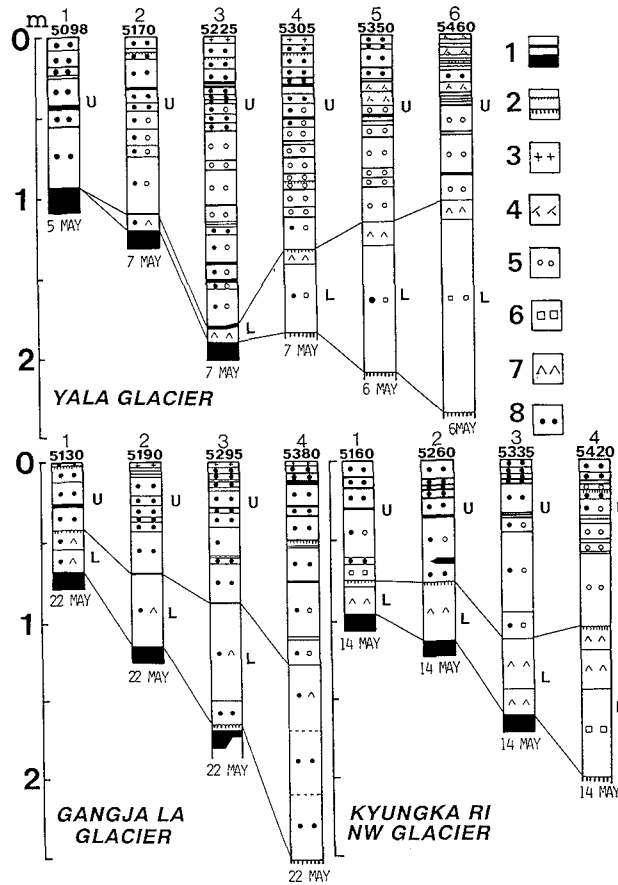 m
1 2 3 4 5 6
5098 5170 5225 5305 5350 5460
0
U U U U U
1
5 MAY
7 MAY
L L
2
7 MAY
7 MAY
6 MAY
6MAY
YALA GLACIER
1
2
3
4
5
6
7
8
1 2 3 4
5130 5190 5295 5380
0
U U U
L L L
1
22 MAY
22 MAY
22 MAY
2
22 MAY
GANGJA LA
GLACIER
1 2 3 4
5160 5260 5335 5420
U U U
L L
14 MAY
14 MAY
14 MAY
14 MAY
KYUNGKA RI
NW GLACIER